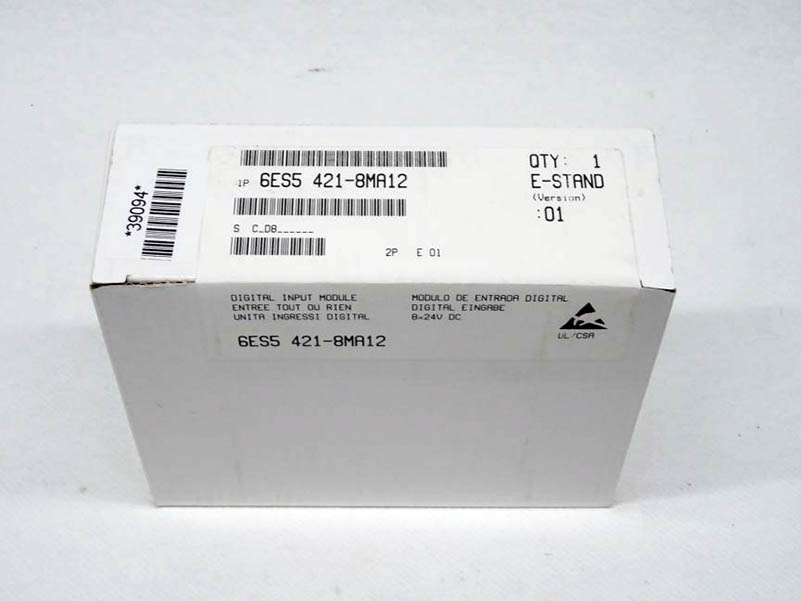 *39094*
1P 6ES5 421-8MA12
QTY: 1
E-STAND
(Version)
:01
S C_D8______
2P E 01
DIGITAL INPUT MODULE
ENTREE TOUT OU RIEN
UNITA INGRESSI DIGITAL
MODULO DE ENTRADA DIGITAL
DIGITAL EINGABE
8×24V DC
6ES5 421-8MA12
UL/CSA